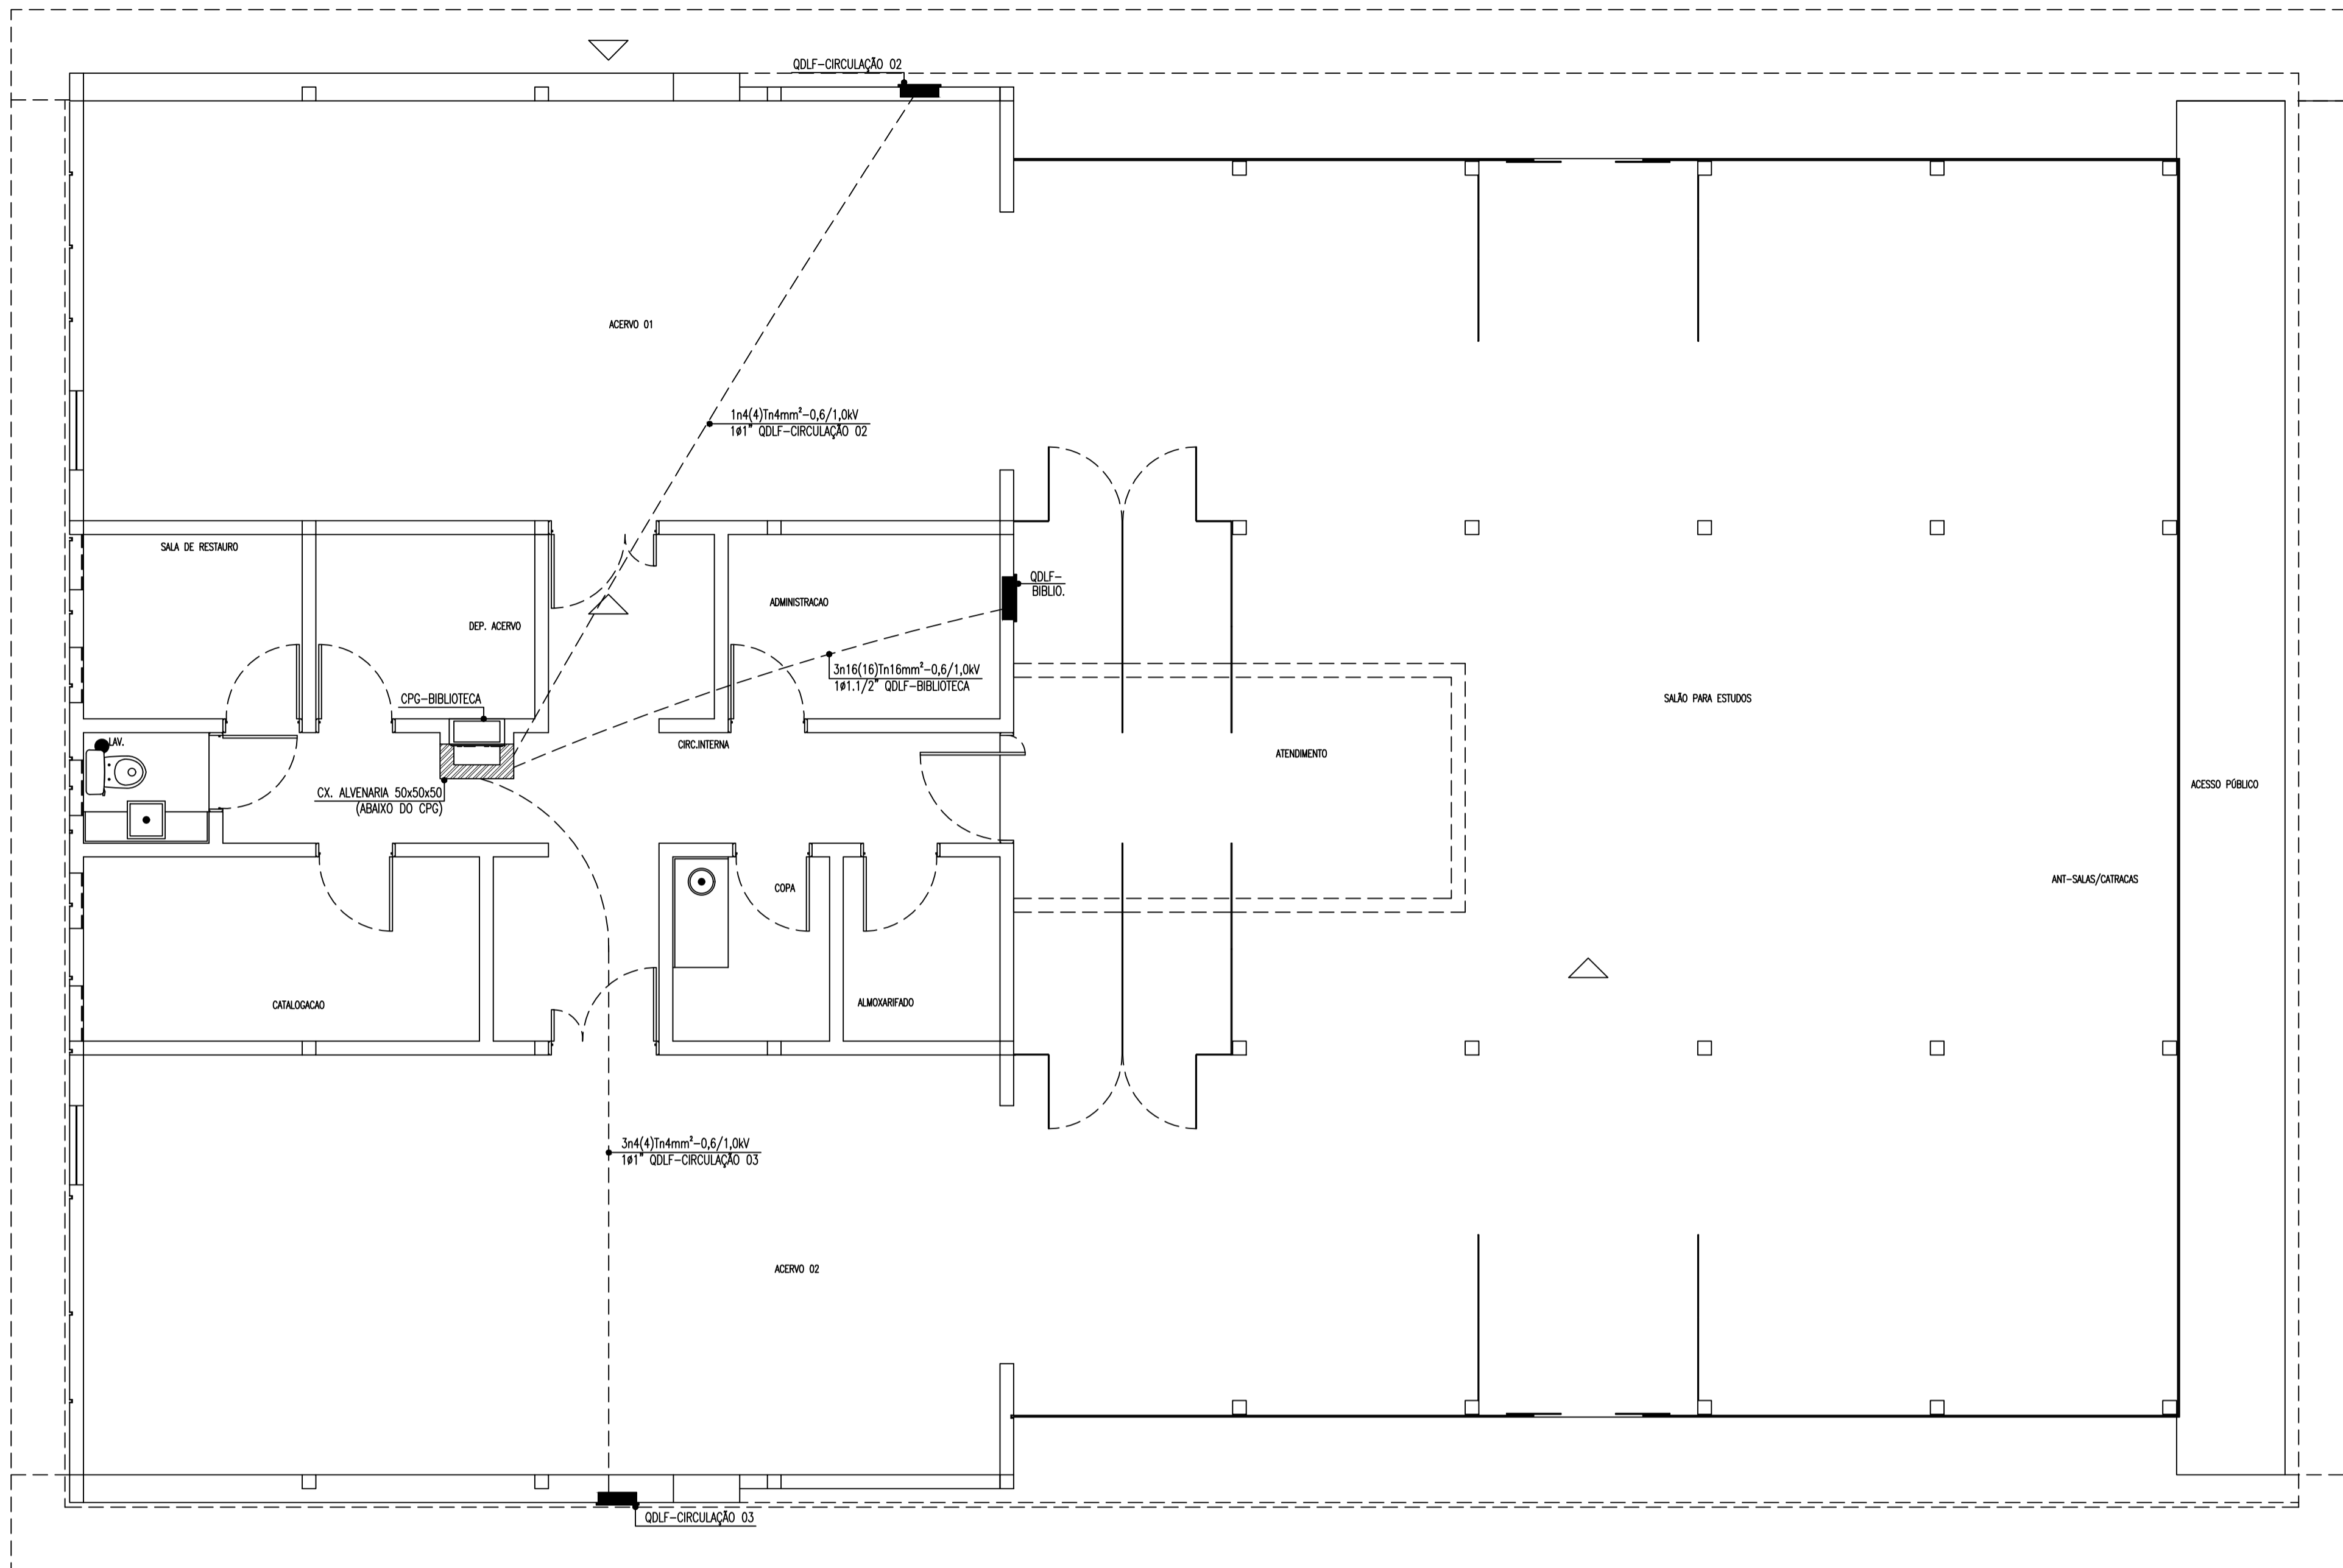 QDLF-CIRCULAÇÃO 02
ACERVO 01
1n4(4)Tn4mm²-0,6/1,0kV
1ø1" QDLF-CIRCULAÇÃO 02
SALA DE RESTAURO
DEP. ACERVO
ADMINISTRACAO
QDLF-
BIBLIO.
3n16(16)Tn16mm²-0,6/1,0kV
1ø1.1/2" QDLF-BIBLIOTECA
CPG-BIBLIOTECA
SALÃO PARA ESTUDOS
LAV.
CIRC.INTERNA
ATENDIMENTO
ACESSO PÚBLICO
CX. ALVENARIA 50x50x50
(ABAIXO DO CPG)
COPA
ANT-SALAS/CATRACAS
CATALOGACAO
ALMOXARIFADO
3n4(4)Tn4mm²-0,6/1,0kV
1ø1" QDLF-CIRCULAÇÃO 03
ACERVO 02
QDLF-CIRCULAÇÃO 03